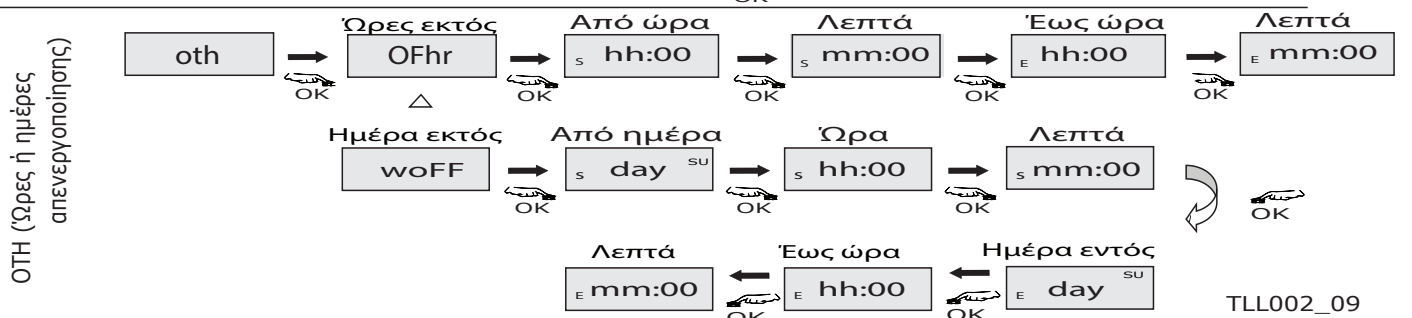 OK
OTH (Ώρες ή ημέρες
απενεργοποίησης)
Ώρες εκτός Από ώρα Λεπτά Έως ώρα Λεπτά
oth OFhr s hh:00 s mm:00 E hh:00 E mm:00
OK OK OK OK OK
Ημέρα εκτός Από ημέρα Ώρα Λεπτά
woFF s day SU s hh:00 s mm:00
OK OK OK OK
Λεπτά Έως ώρα Ημέρα εντός
E mm:00 E hh:00 E day SU
OK OK
TLL002_09